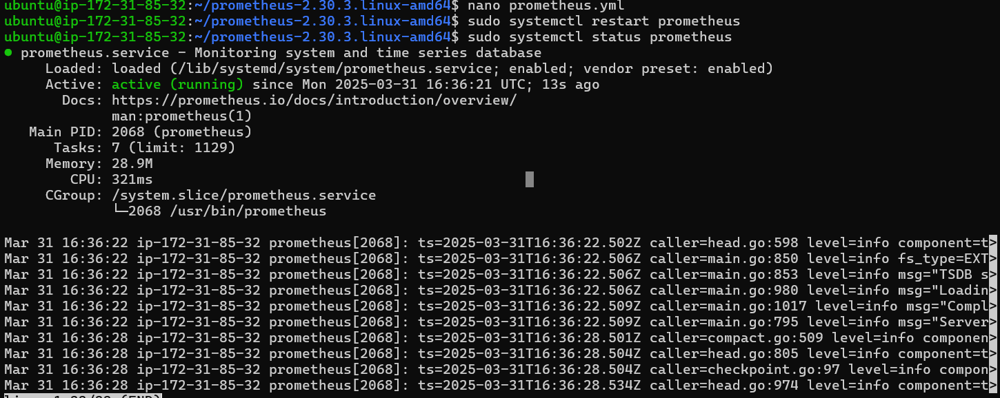 ubuntu@ip-172-31-85-32:~/prometheus-2.30.3.linux-amd64$ nano prometheus.yml
ubuntu@ip-172-31-85-32:~/prometheus-2.30.3.linux-amd64$ sudo systemctl restart prometheus
ubuntu@ip-172-31-85-32:~/prometheus-2.30.3.linux-amd64$ sudo systemctl status prometheus
● prometheus.service - Monitoring system and time series database
Loaded: loaded (/lib/systemd/system/prometheus.service; enabled; vendor preset: enabled)
Active: active (running) since Mon 2025-03-31 16:36:21 UTC; 13s ago
Docs: https://prometheus.io/docs/introduction/overview/
man:prometheus(1)
Main PID: 2068 (prometheus)
Tasks: 7 (limit: 1129)
Memory: 28.9M
CPU: 321ms
CGroup: /system.slice/prometheus.service
└─2068 /usr/bin/prometheus
Mar 31 16:36:22 ip-172-31-85-32 prometheus[2068]: ts=2025-03-31T16:36:22.502Z caller=head.go:598 level=info component=t>
Mar 31 16:36:22 ip-172-31-85-32 prometheus[2068]: ts=2025-03-31T16:36:22.506Z caller=main.go:850 level=info fs_type=EXT>
Mar 31 16:36:22 ip-172-31-85-32 prometheus[2068]: ts=2025-03-31T16:36:22.506Z caller=main.go:853 level=info msg="TSDB s>
Mar 31 16:36:22 ip-172-31-85-32 prometheus[2068]: ts=2025-03-31T16:36:22.506Z caller=main.go:980 level=info msg="Loadin>
Mar 31 16:36:22 ip-172-31-85-32 prometheus[2068]: ts=2025-03-31T16:36:22.509Z caller=main.go:1017 level=info msg="Compl>
Mar 31 16:36:22 ip-172-31-85-32 prometheus[2068]: ts=2025-03-31T16:36:22.509Z caller=main.go:795 level=info msg="Server>
Mar 31 16:36:28 ip-172-31-85-32 prometheus[2068]: ts=2025-03-31T16:36:28.501Z caller=compact.go:509 level=info componen>
Mar 31 16:36:28 ip-172-31-85-32 prometheus[2068]: ts=2025-03-31T16:36:28.504Z caller=head.go:805 level=info component=t>
Mar 31 16:36:28 ip-172-31-85-32 prometheus[2068]: ts=2025-03-31T16:36:28.504Z caller=checkpoint.go:97 level=info compon>
Mar 31 16:36:28 ip-172-31-85-32 prometheus[2068]: ts=2025-03-31T16:36:28.534Z caller=head.go:974 level=info component=t>